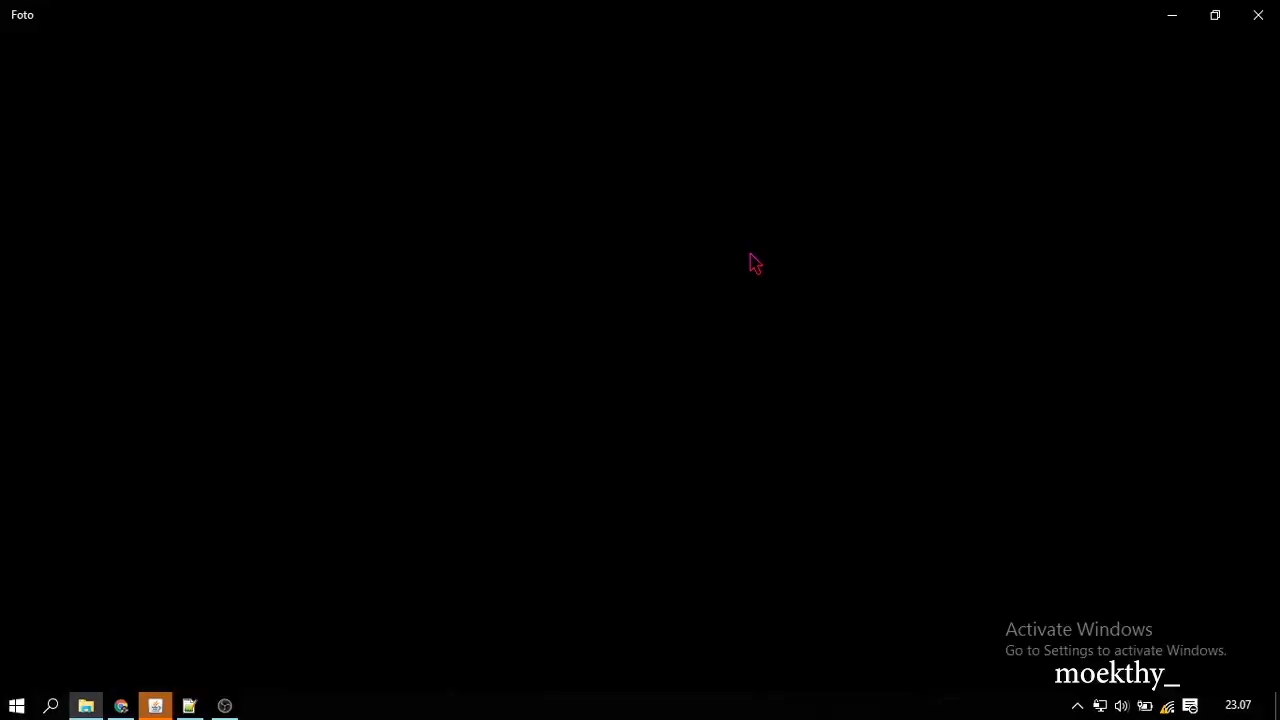 Foto
Activate Windows
Go to Settings to activate Windows.
moekthy_
23.07